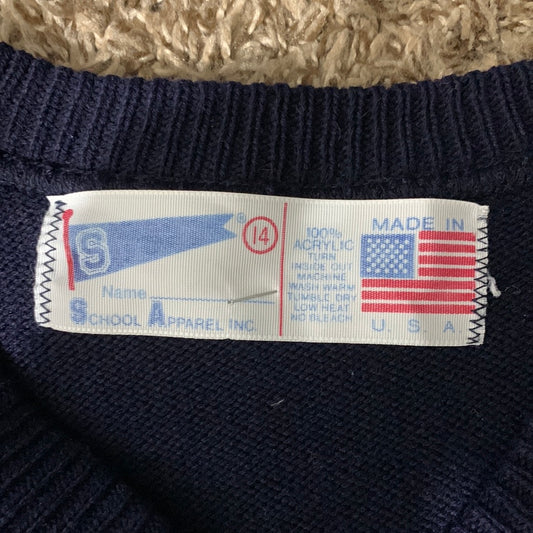 S
®
14
Name
SCHOOL APPAREL INC.
100%
ACRYLIC
TURN
INSIDE OUT
MACHINE
WASH WARM
TUMBLE DRY
LOW HEAT
NO BLEACH
MADE IN
U. S. A.